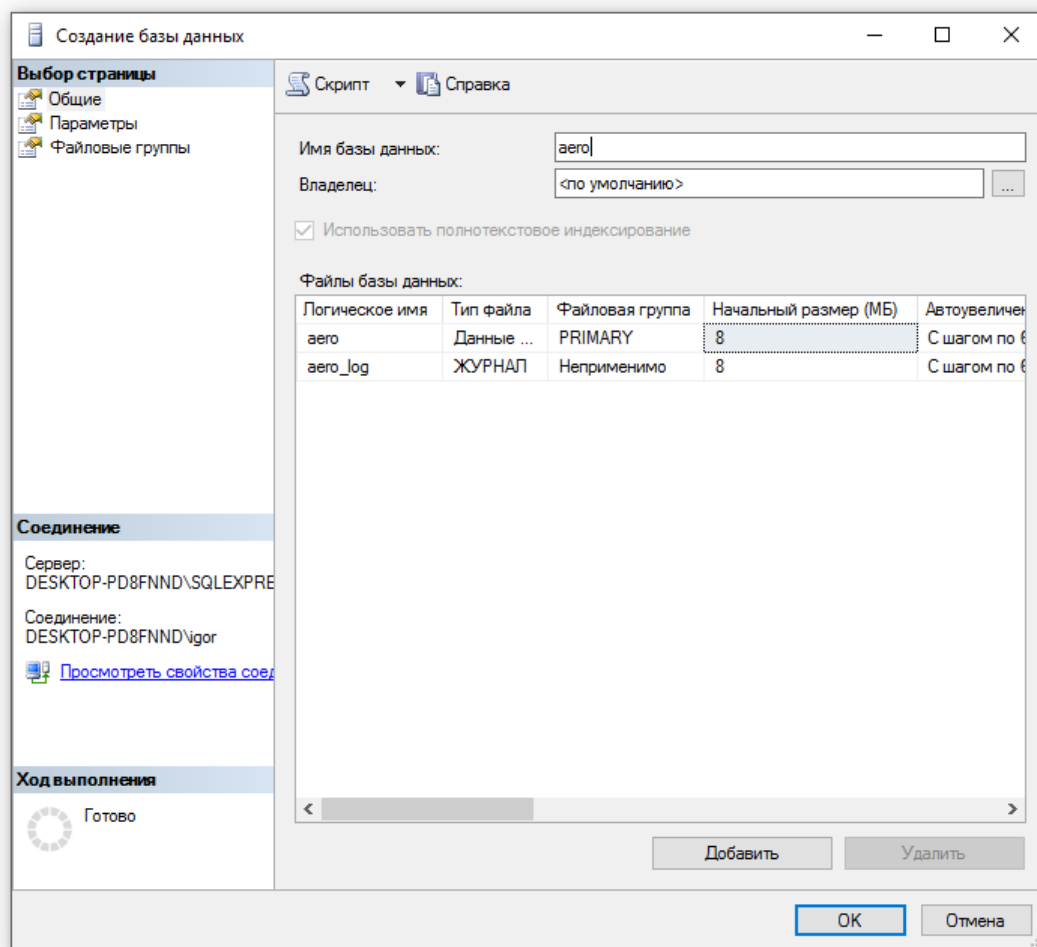 Создание базы данных
Выбор страницы
Общие
Параметры
Файловые группы
Скрипт Справка
Имя базы данных: aero
Владелец: <по умолчанию> ...
Использовать полнотекстовое индексирование
Файлы базы данных:
Логическое имя Тип файла Файловая группа Начальный размер (МБ) Автоувеличен
aero Данные ... PRIMARY 8 С шагом по 6
aero_log ЖУРНАЛ Неприменимо 8 С шагом по 6
Соединение
Сервер:
DESKTOP-PD8FNND\SQLEXPRE
Соединение:
DESKTOP-PD8FNND\igor
Просмотреть свойства соед
Ход выполнения
Готово
Добавить Удалить
OK Отмена